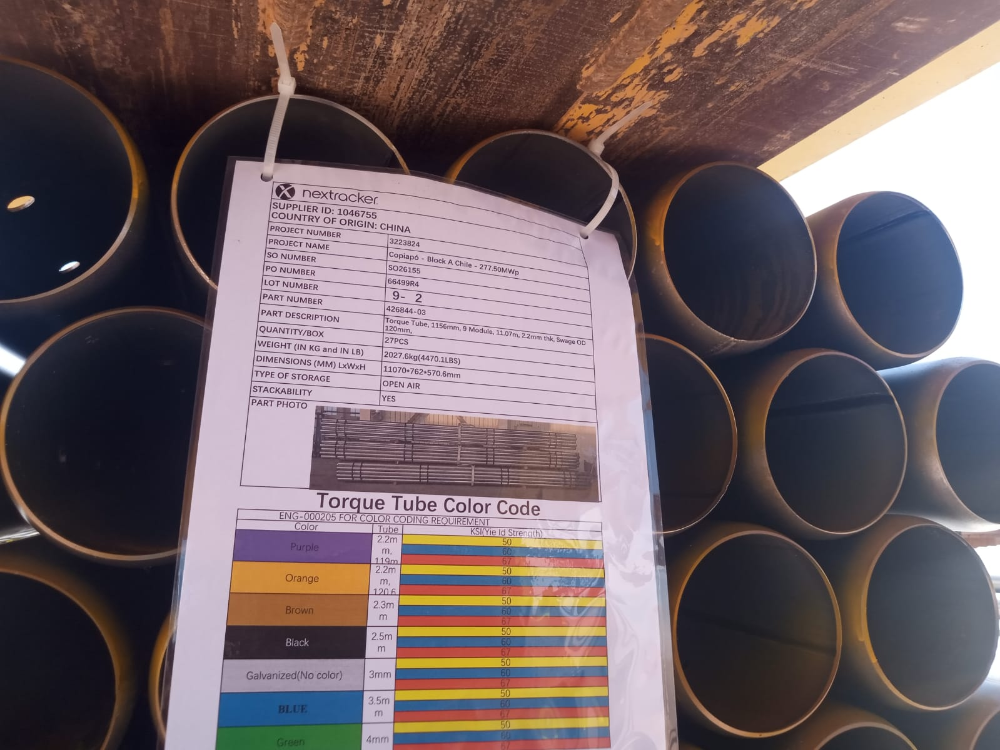 nextracker.
SUPPLIER ID: 1046755
COUNTRY OF ORIGIN: CHINA
PROJECT NUMBER 3223824
PROJECT NAME Copiapó - Block A Chile - 277.50MWp
SO NUMBER SO26155
PO NUMBER 66499R4
LOT NUMBER 9- 2
PART NUMBER 426844-03
PART DESCRIPTION Torque Tube, 1156mm, 9 Module, 11.07m, 2.2mm thk, Swage OD
120mm,
QUANTITY/BOX 27PCS
WEIGHT (IN KG and IN LB) 2027.6kg(4470.1LBS)
DIMENSIONS (MM) LxWxH 11070*762*570.6mm
TYPE OF STORAGE OPEN AIR
STACKABILITY YES
PART PHOTO
Torque Tube Color Code
ENG-000205 FOR COLOR CODING REQUIREMENT
Color Tube KSI(Yie ld Strength)
Purple
2.2m
m,
119m
50
60
67
Orange
2.2m
m,
120.6
50
60
67
Brown
2.3m
m
50
60
67
Black
2.5m
m
50
60
67
Galvanized(No color)
3mm
50
60
67
BLUE
3.5m
m
50
60
67
Green
4mm
50
60
67